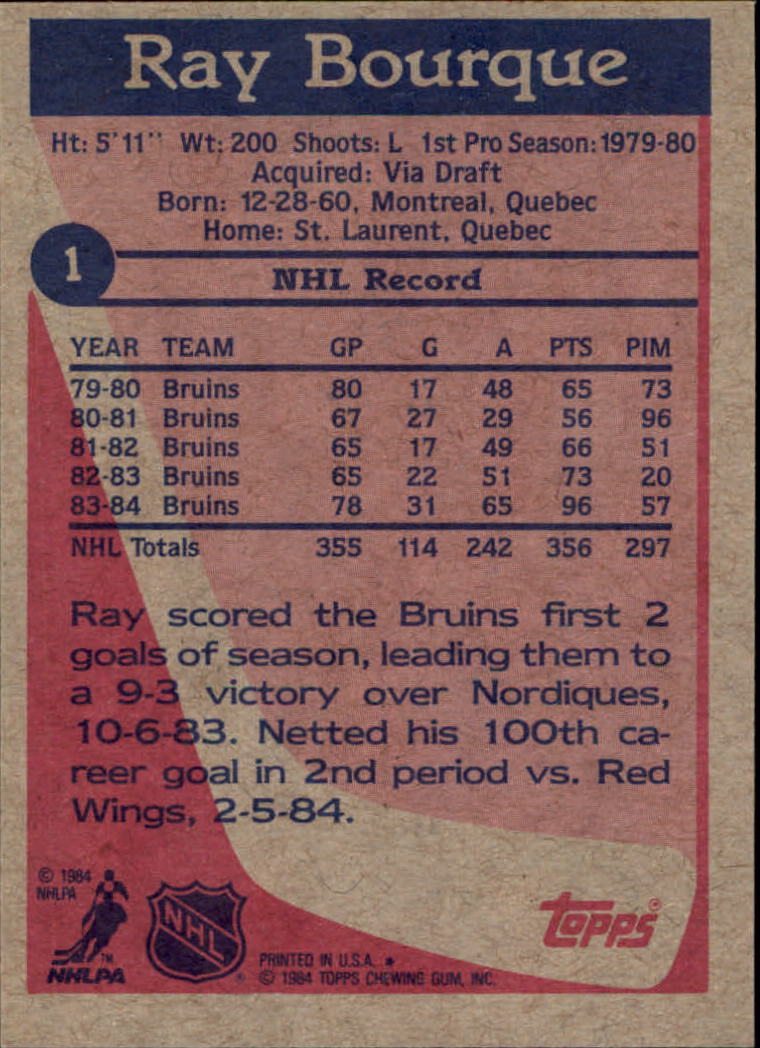 Ray Bourque
Ht: 5'11" Wt: 200 Shoots: L 1st Pro Season: 1979-80
Acquired: Via Draft
Born: 12-28-60, Montreal, Quebec
Home: St. Laurent, Quebec
1
NHL Record
YEAR TEAM GP G A PTS PIM
79-80 Bruins 80 17 48 65 73
80-81 Bruins 67 27 29 56 96
81-82 Bruins 65 17 49 66 51
82-83 Bruins 65 22 51 73 20
83-84 Bruins 78 31 65 96 57
NHL Totals 355 114 242 356 297
Ray scored the Bruins first 2
goals of season, leading them to
a 9-3 victory over Nordiques,
10-6-83. Netted his 100th ca-
reer goal in 2nd period vs. Red
Wings, 2-5-84.
© 1984
NHLPA
TM
NHLPA
NHL
®
PRINTED IN U.S.A. *
© 1984 TOPPS CHEWING GUM, INC.
topps®